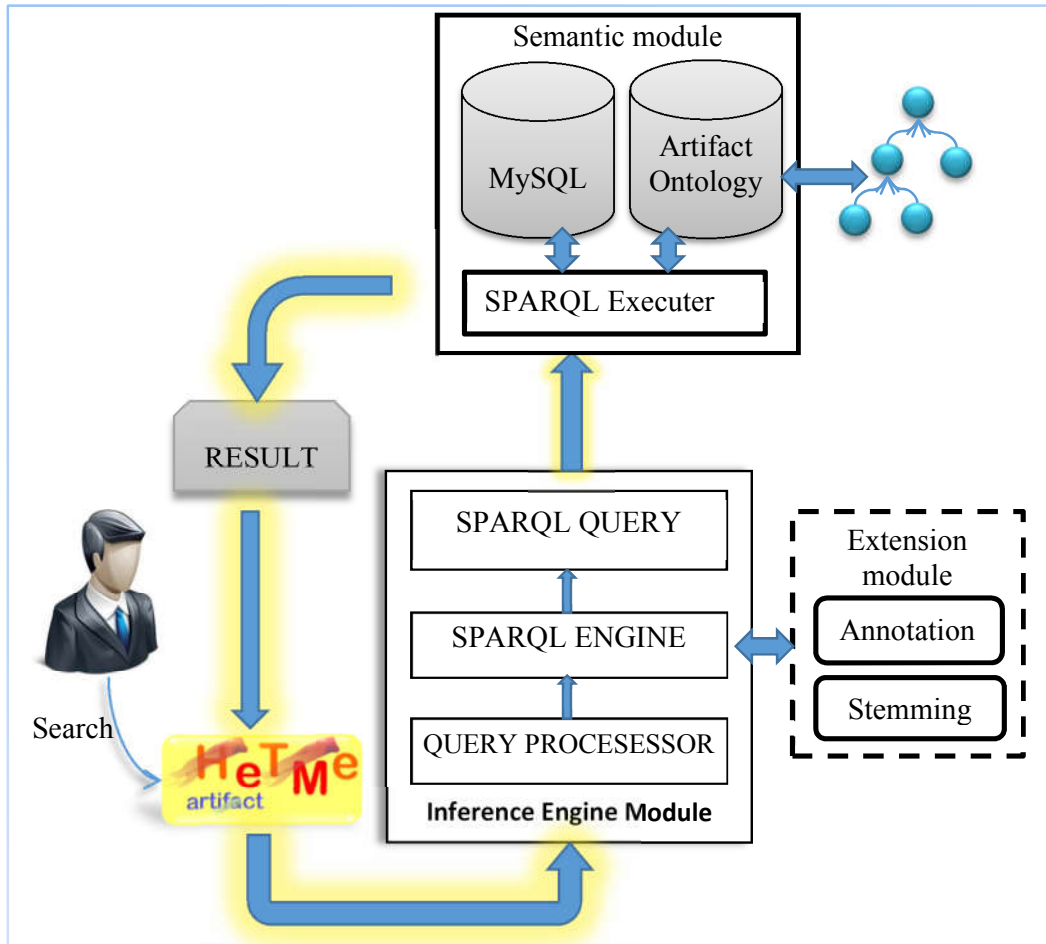 Semantic module
MySQL
Artifact
Ontology
SPARQL Executer
RESULT
SPARQL QUERY
SPARQL ENGINE
QUERY PROCESESSOR
Inference Engine Module
Extension
module
Annotation
Stemming
Search
HeTMe
artifact